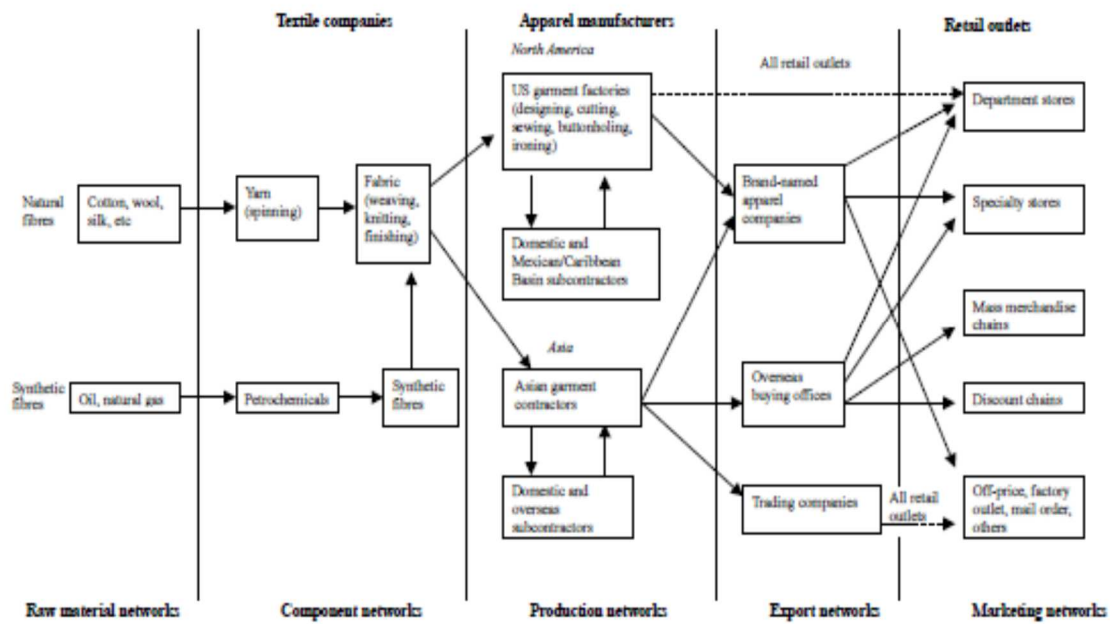 Textile companies
Apparel manufacturers
Retail outlets
North America
All retail outlets
US garment factories
(designing, cutting,
sewing, buttonholing,
ironing)
Department stores
Natural
fibres
Cotton, wool,
silk, etc
Yarn
(spinning)
Fabric
(weaving,
knitting,
finishing)
Brand-named
apparel
companies
Specialty stores
Domestic and
Mexican/Caribbean
Basin subcontractors
Mass merchandise
chains
Asia
Synthetic
fibres
Oil, natural gas
Petrochemicals
Synthetic
fibres
Asian garment
contractors
Overseas
buying offices
Discount chains
Domestic and
overseas
subcontractors
Trading companies
All retail
outlets
Off-price, factory
outlet, mail order,
others
Raw material networks
Component networks
Production networks
Export networks
Marketing networks